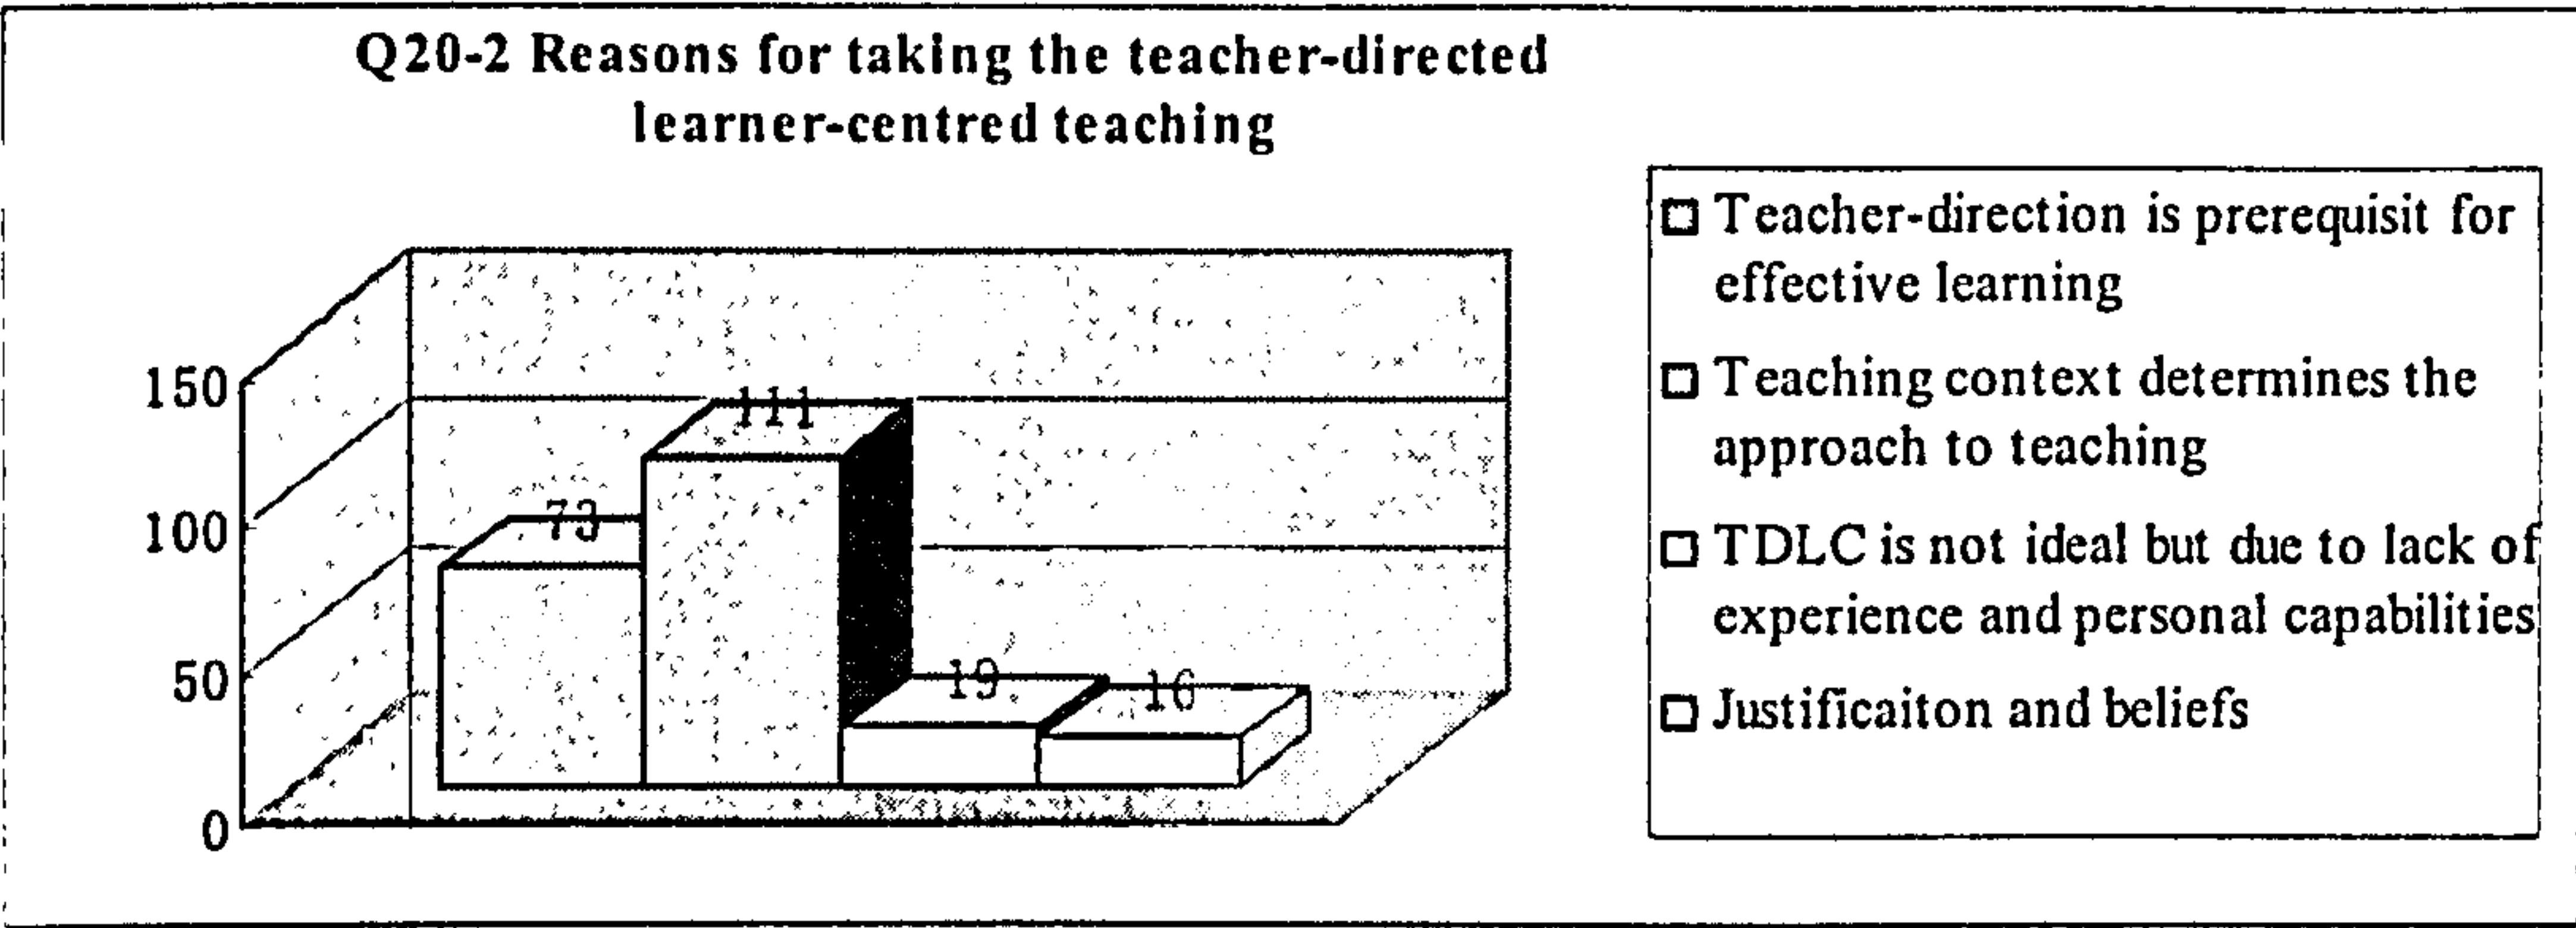 Q20-2 Reasons for taking the teacher-directed
learner-centred teaching
150
100
50
0
73
111
19
16
Teacher-direction is prerequisit for
effective learning
Teaching context determines the
approach to teaching
TDLC is not ideal but due to lack of
experience and personal capabilities
Justificaiton and beliefs